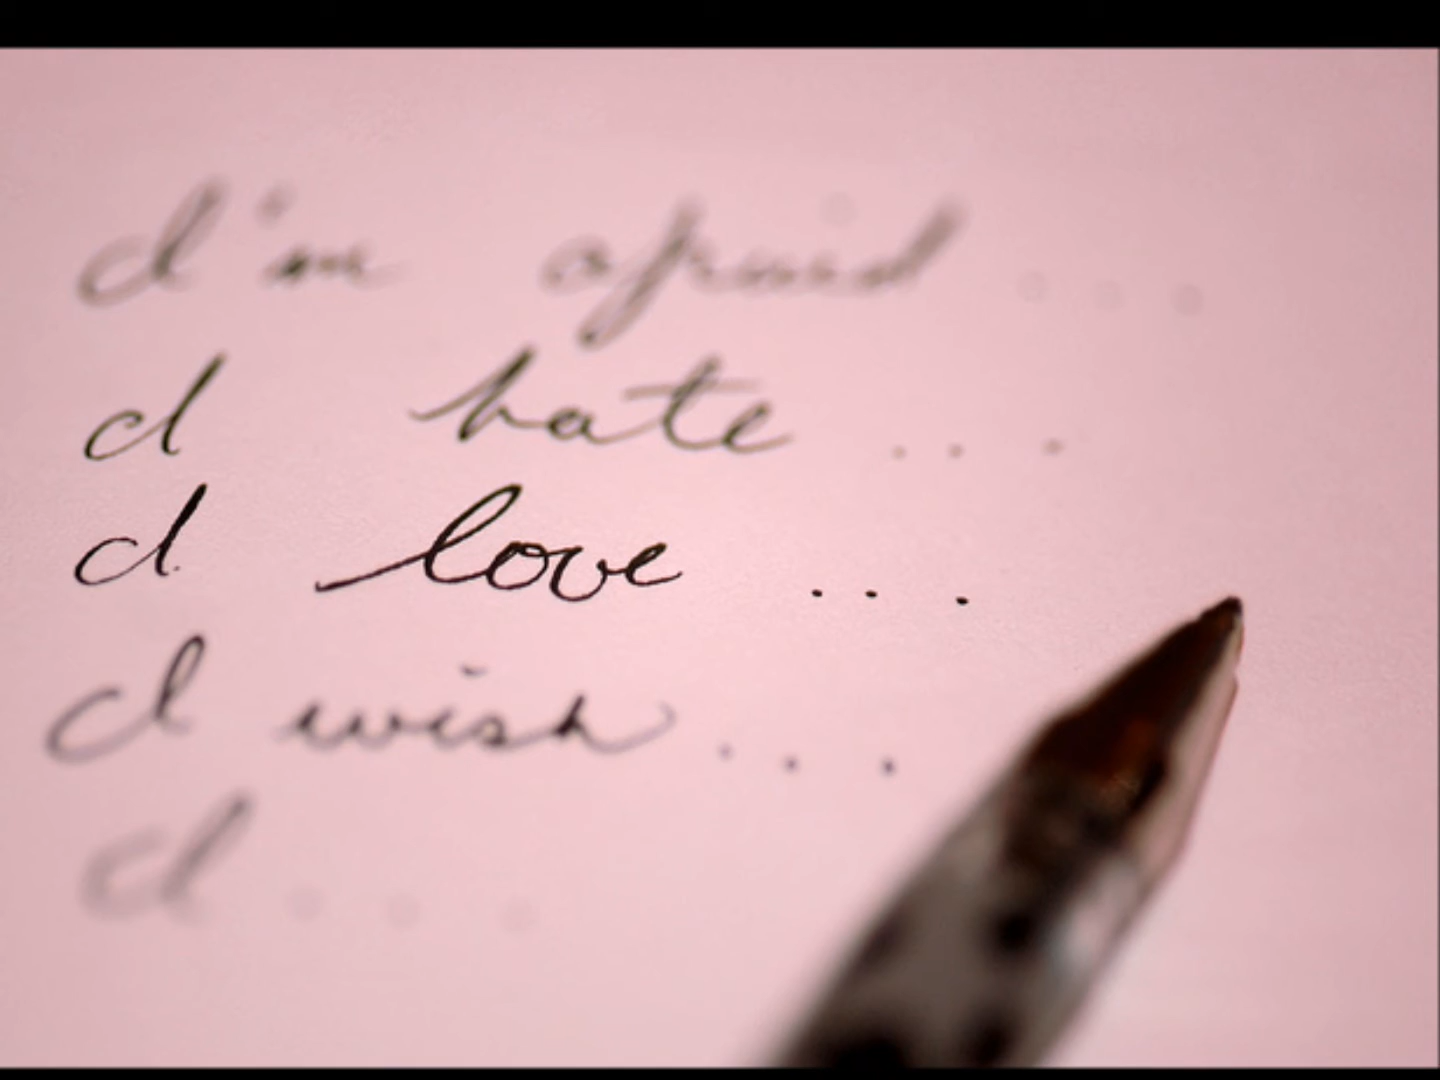 I'm afraid ...
I hate ...
I love ...
I wish ...
I ...